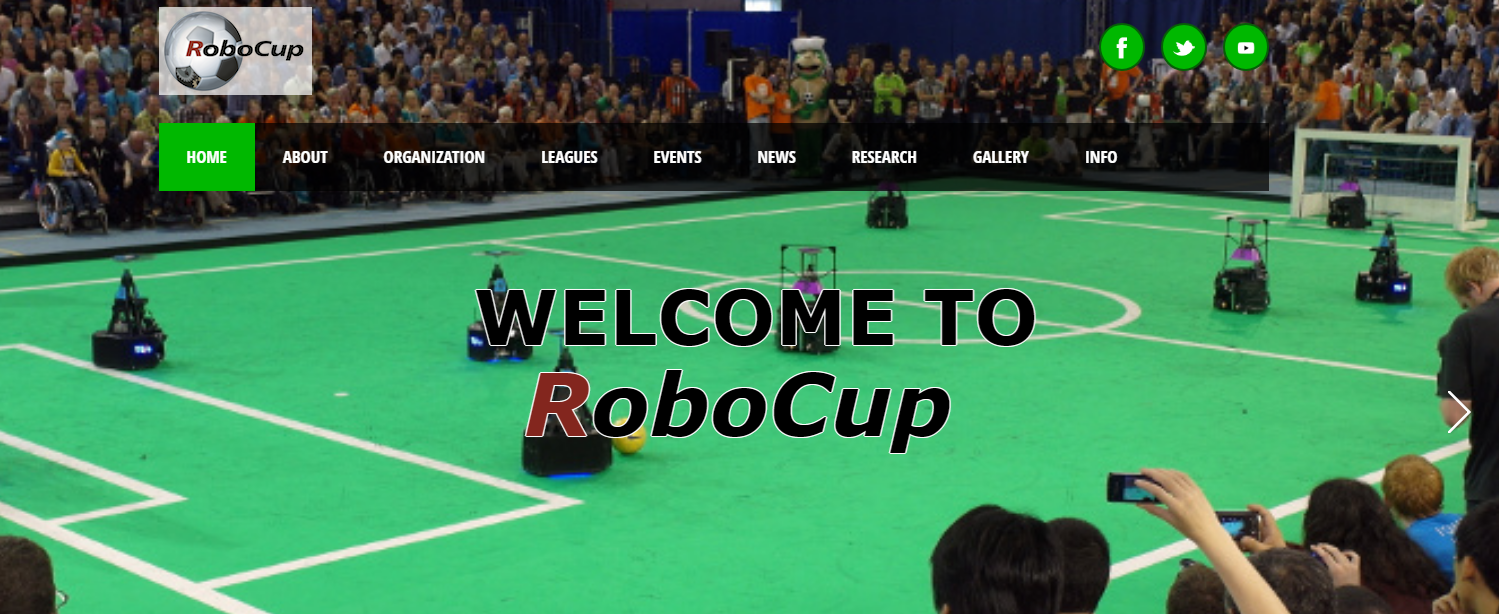 RoboCup
HOME ABOUT ORGANIZATION LEAGUES EVENTS NEWS RESEARCH GALLERY INFO
WELCOME TO
RoboCup